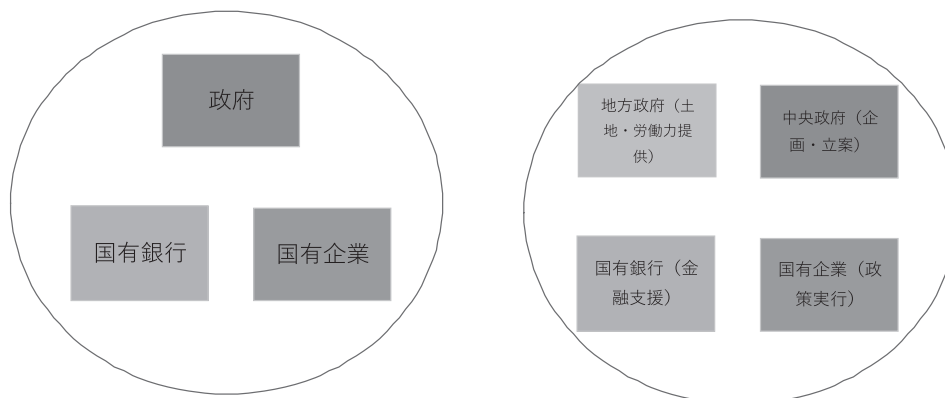 政府
国有銀行
国有企業
地方政府（土
地・労働力提
供）
中央政府（企
画・立案）
国有銀行（金
融支援）
国有企業（政
策実行）